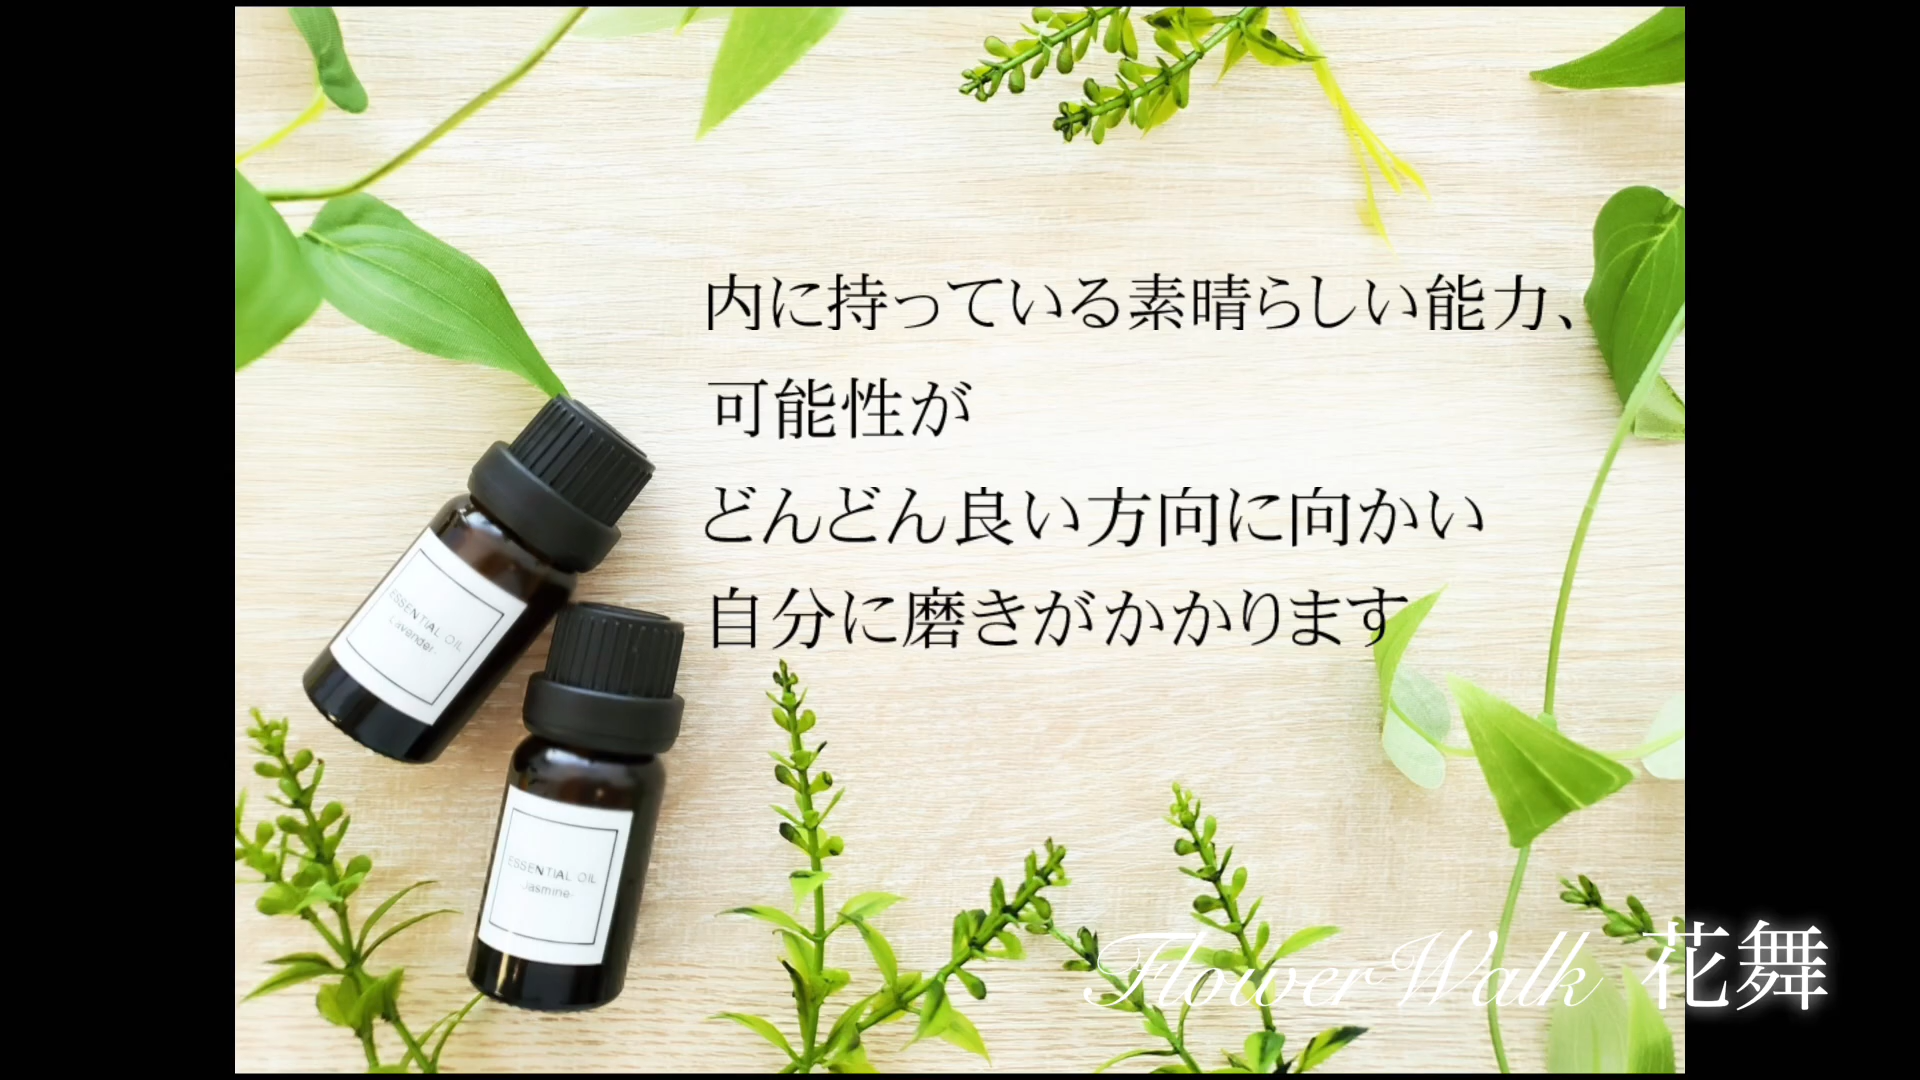 内に持っている素晴らしい能力、
可能性が
どんどん良い方向に向かい
自分に磨きがかかります
ESSENTIAL OIL
-Lavender-
ESSENTIAL OIL
-Jasmine-
FlowerWalk 花舞